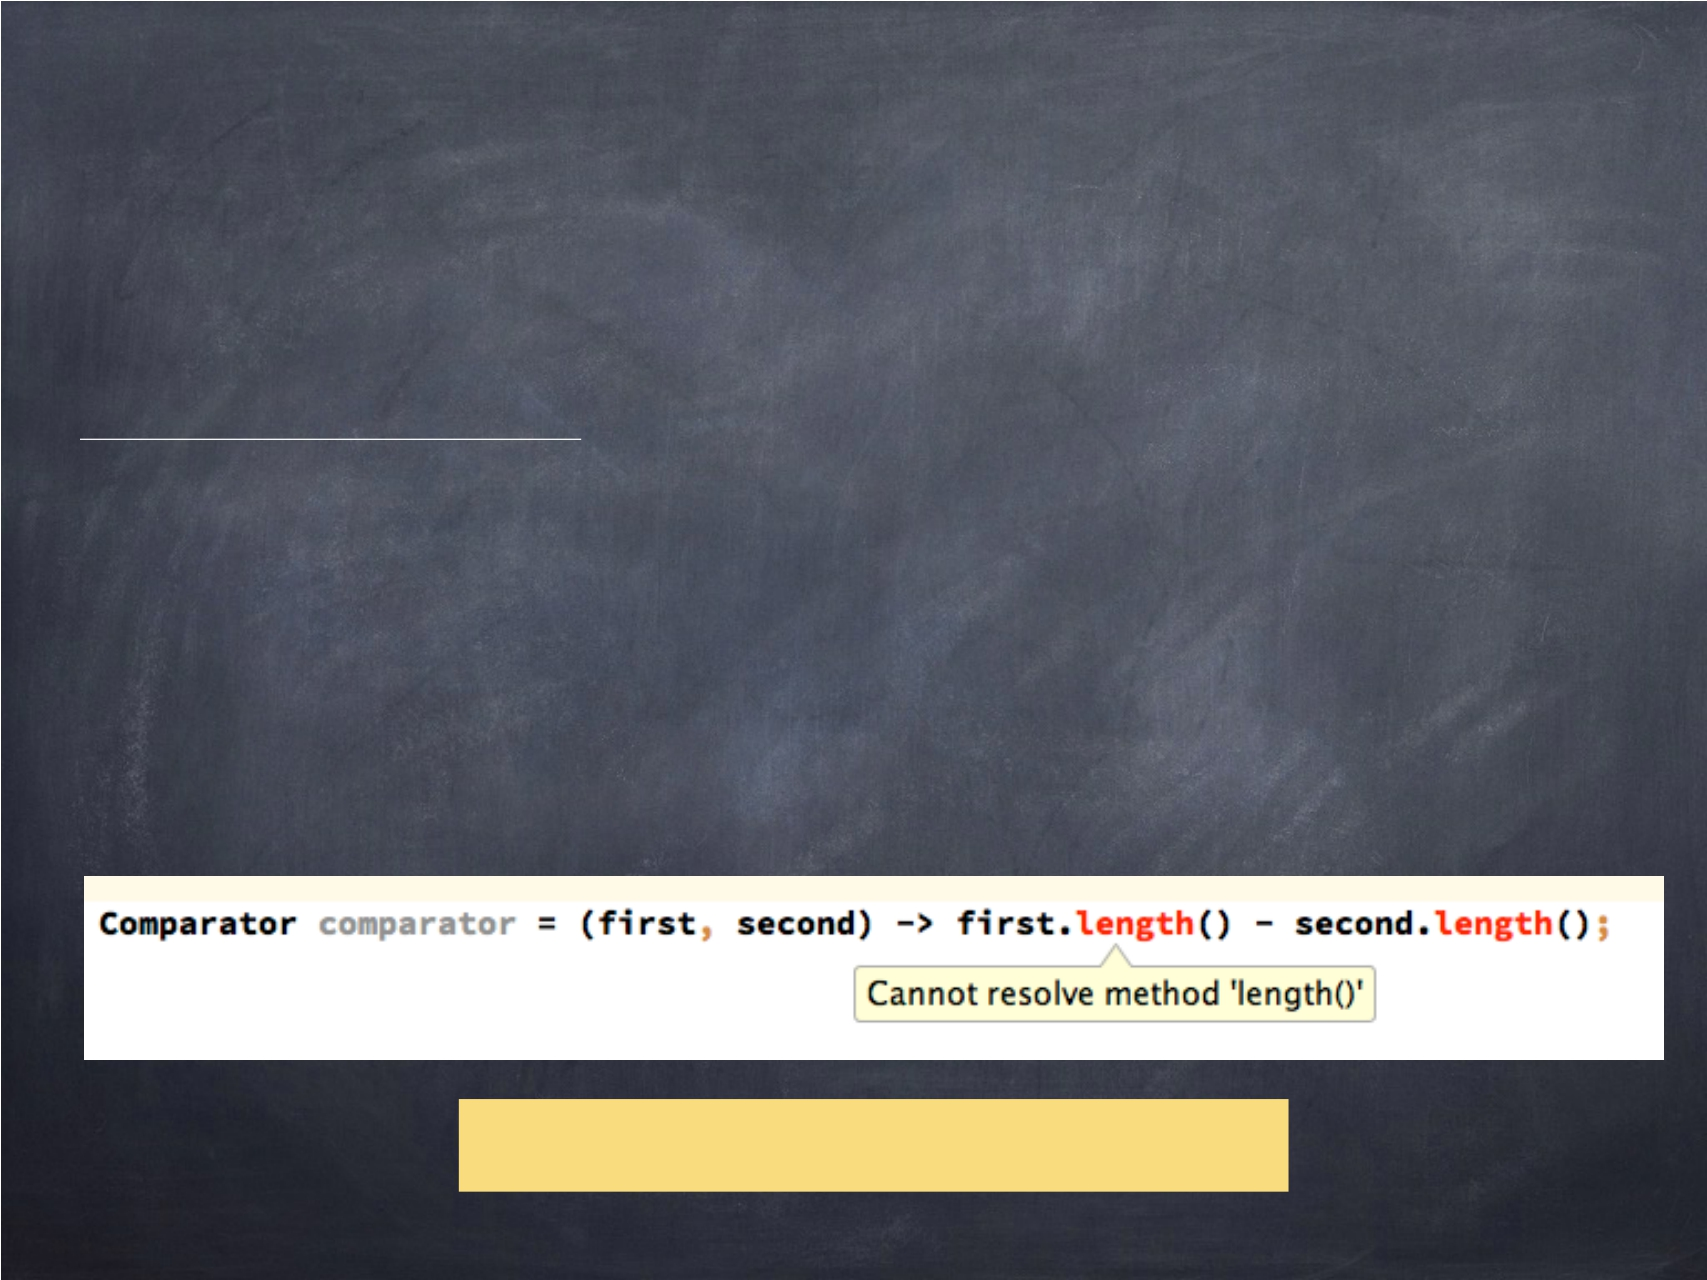 Comparator comparator = (first, second) -> first.length() - second.length();
Cannot resolve method 'length()'